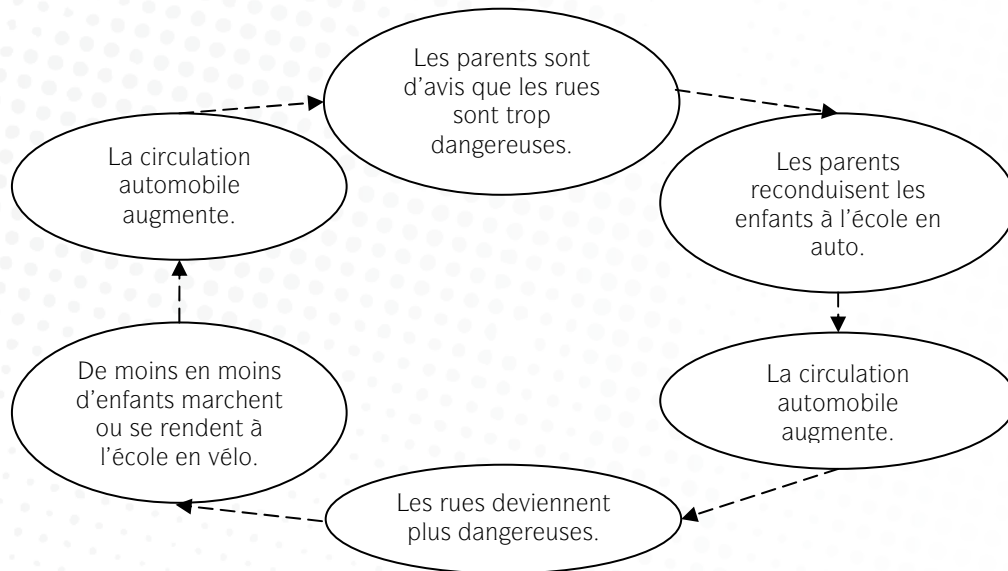 Les parents sont
d'avis que les rues
sont trop
dangereuses.
Les parents
reconduisent les
enfants à l'école en
auto.
La circulation
automobile
augmente.
Les rues deviennent
plus dangereuses.
De moins en moins
d'enfants marchent
ou se rendent à
l'école en vélo.
La circulation
automobile
augmente.